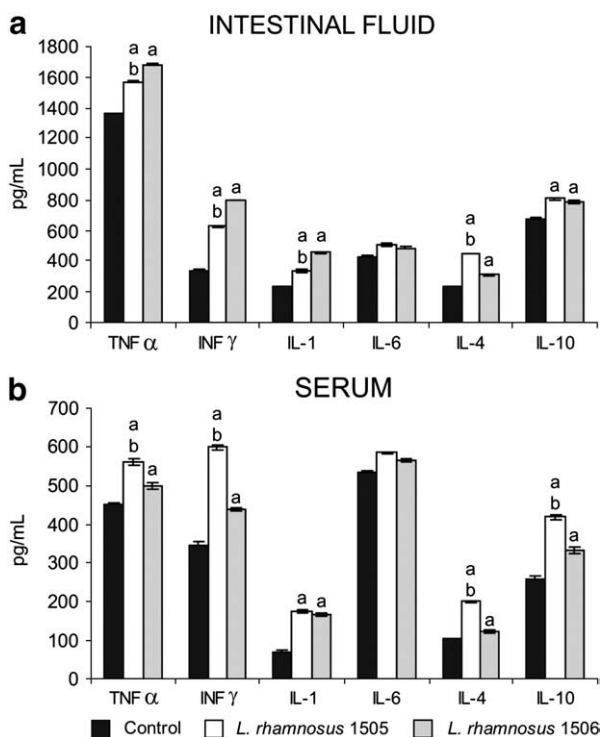 a INTESTINAL FLUID
pg/mL
1800
1600
1400
1200
1000
800
600
400
200
0
a a
b
a a
b
a a
b
a
b a
a a
TNF α INF γ IL-1 IL-6 IL-4 IL-10
b SERUM
pg/mL
700
600
500
400
300
200
100
0
a
b a
a
b a
a a
a
b a
a
b a
TNF α INF γ IL-1 IL-6 IL-4 IL-10
Control L. rhamnosus 1505 L. rhamnosus 1506